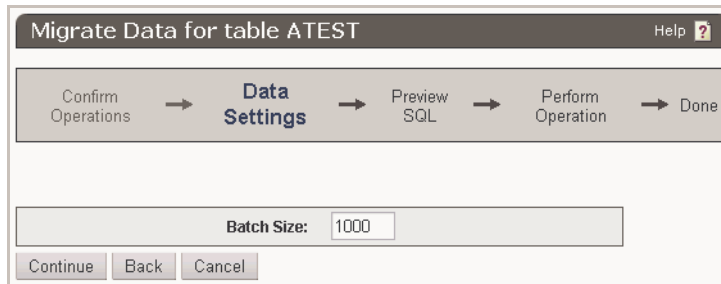 Migrate Data for table ATEST
Help ?
Confirm Operations → Data Settings → Preview SQL → Perform Operation → Done
Batch Size: 1000
Continue Back Cancel